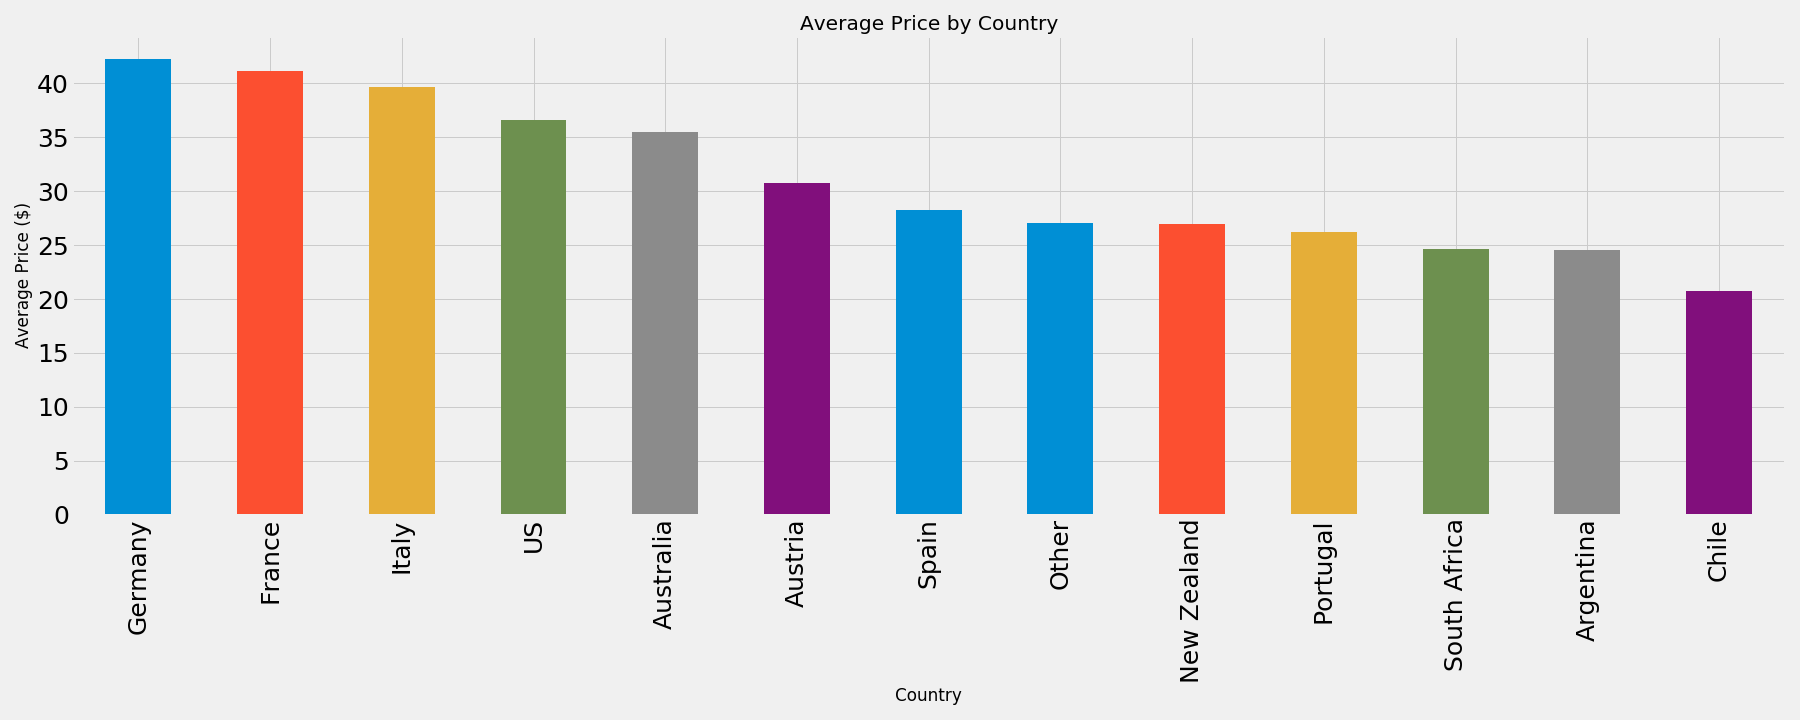 Average Price by Country
Average Price ($)
40
35
30
25
20
15
10
5
0
Germany
France
Italy
US
Australia
Austria
Spain
Other
New Zealand
Portugal
South Africa
Argentina
Chile
Country